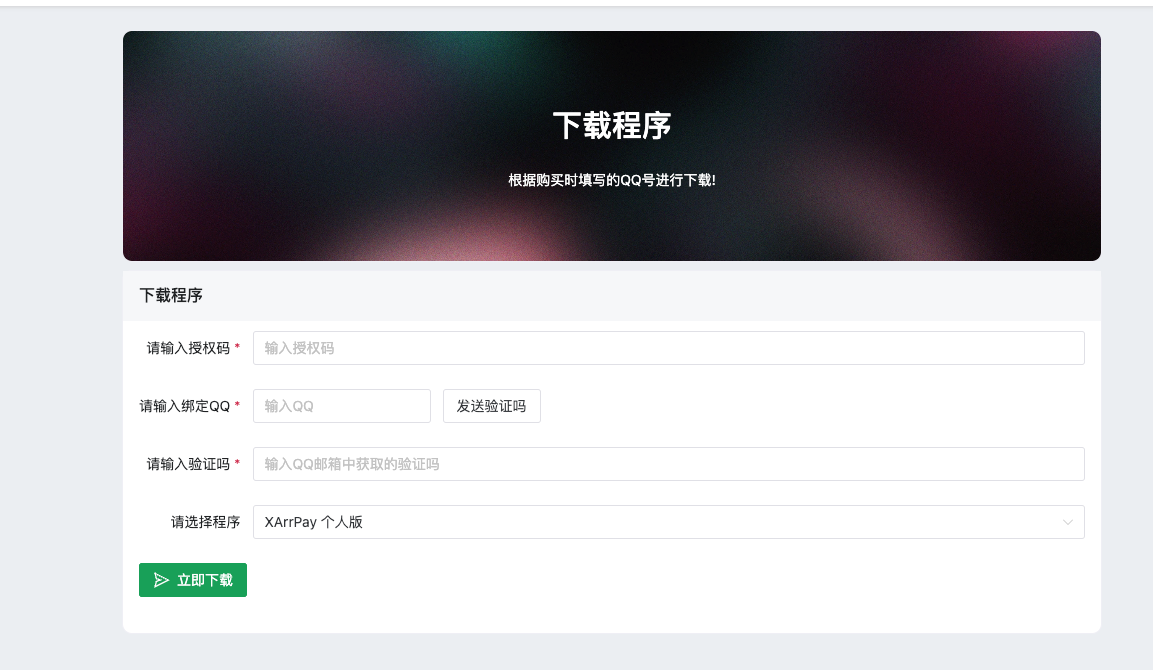 下载程序
根据购买时填写的QQ号进行下载!
下载程序
请输入授权码 * 输入授权码
请输入绑定QQ * 输入QQ 发送验证吗
请输入验证吗 * 输入QQ邮箱中获取的验证吗
请选择程序 XArrPay 个人版
立即下载